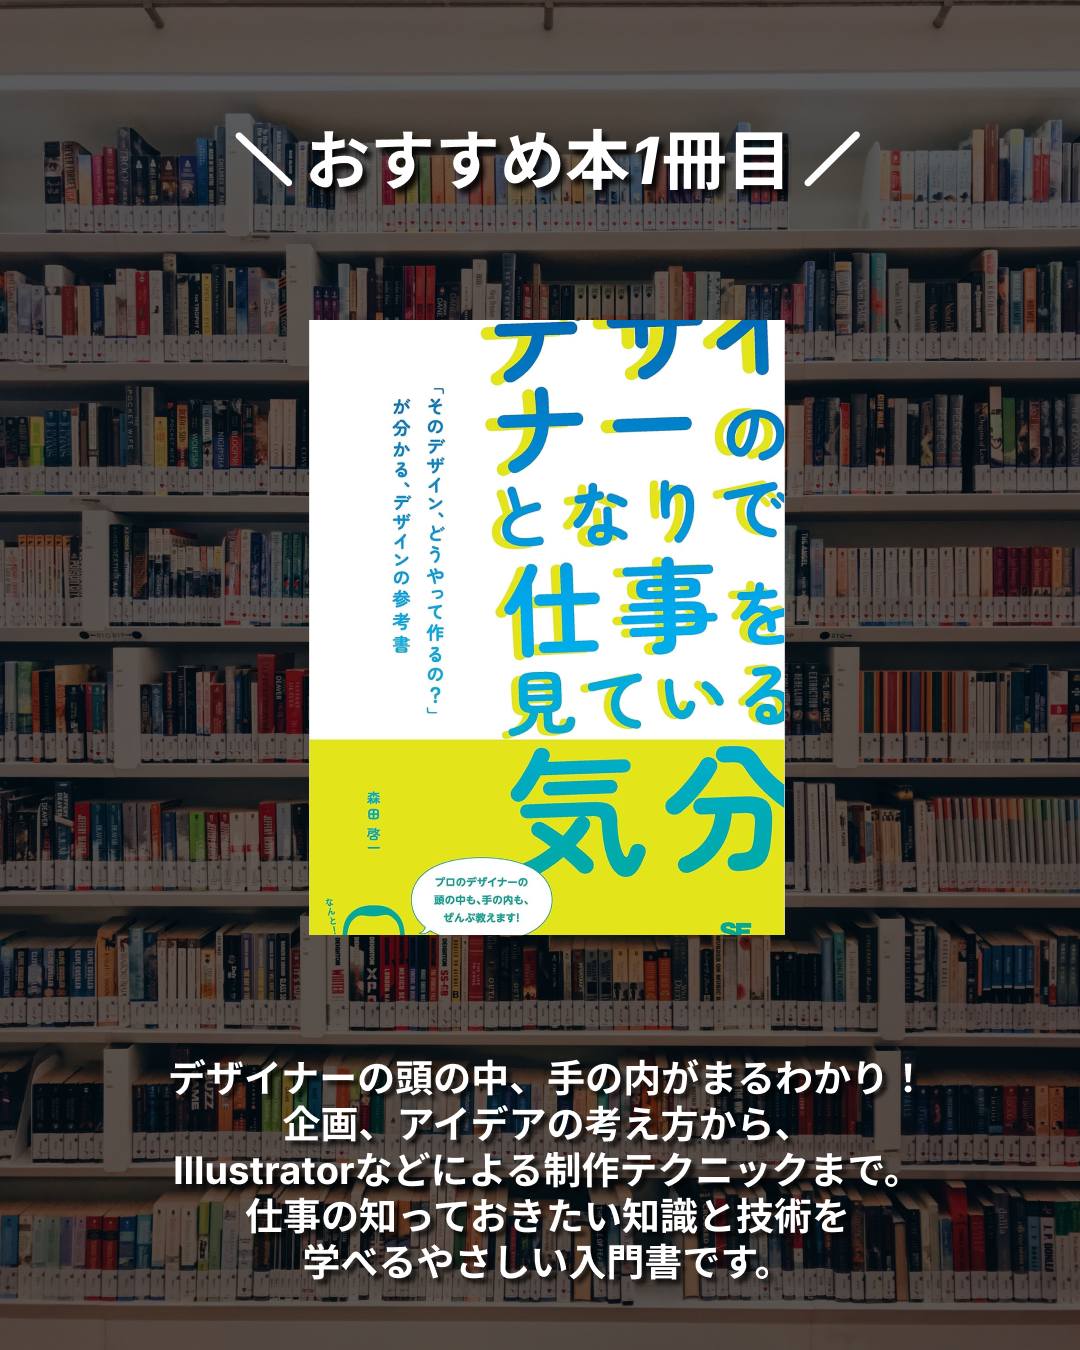 ＼おすすめ本1冊目／
デザイ
ナーの
となりで
仕事を
見ている
気分
「そのデザイン、どうやって作るの？」
が分かる、デザインの参考書
森田 啓一
プロのデザイナーの
頭の中も、手の内も、
ぜんぶ教えます！
なんと！
SE
デザイナーの頭の中、手の内がまるわかり！
企画、アイデアの考え方から、
Illustratorなどによる制作テクニックまで。
仕事の知っておきたい知識と技術を
学べるやさしい入門書です。